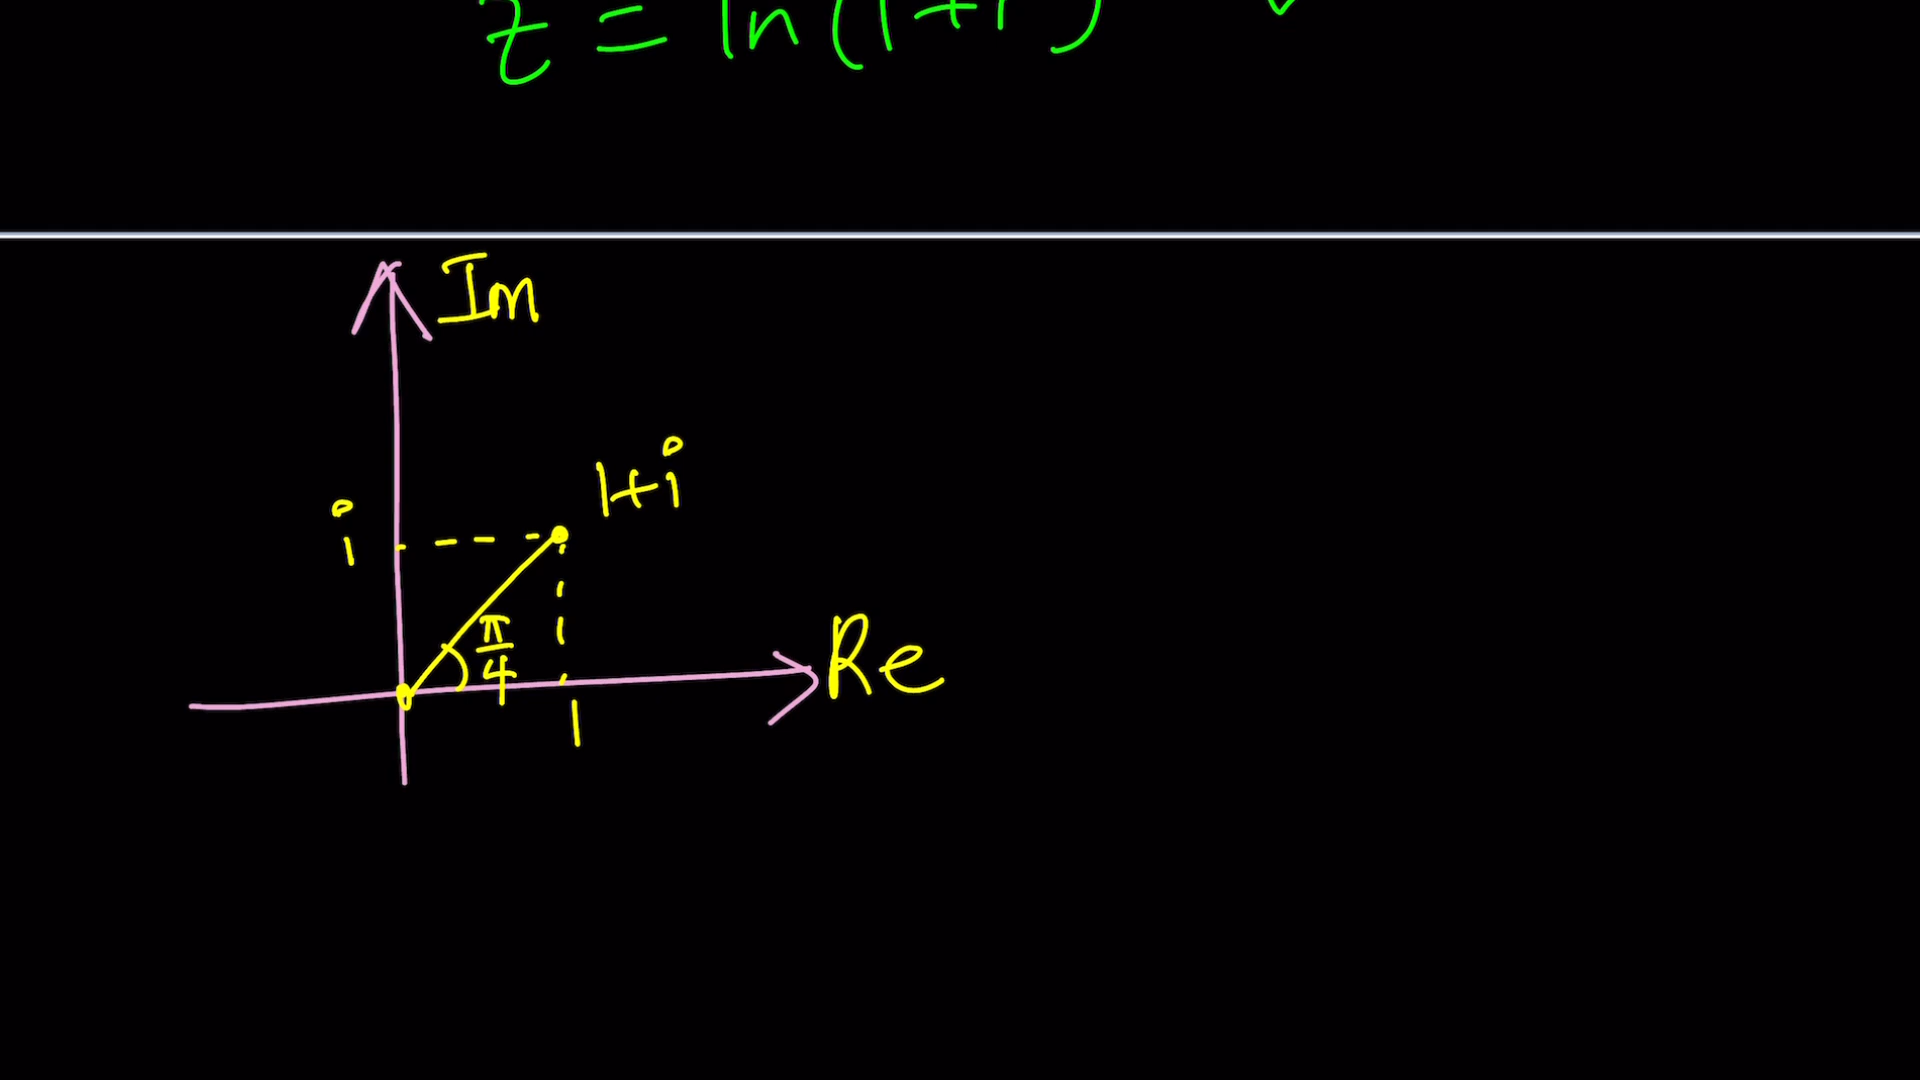 z = ln(1+i)
Im
1+i
i
π/4
Re
1